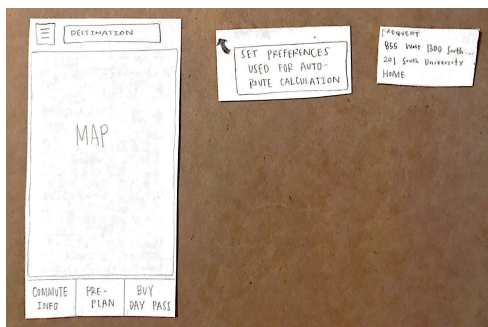 DESTINATION
MAP
COMMUTE
INFO
PRE-
PLAN
BUY
DAY PASS
SET PREFERENCES
USED FOR AUTO-
ROUTE CALCULATION
FREQUENT
855 West 1300 South...
201 South University
HOME